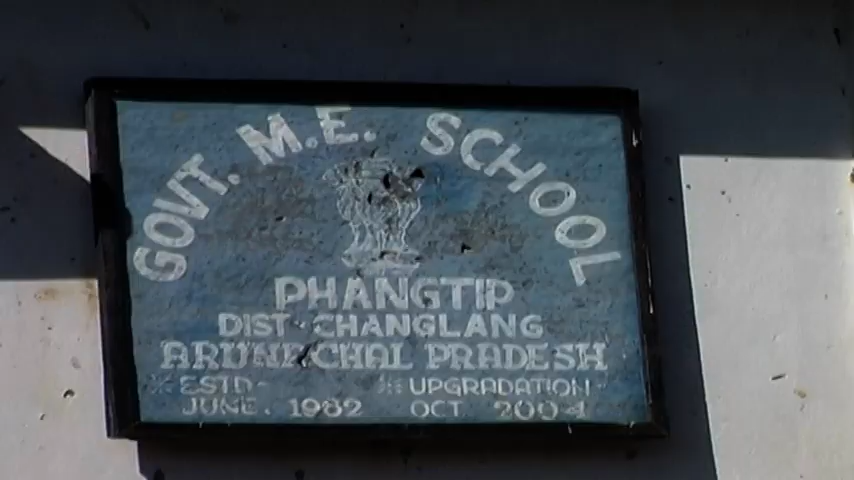 GOVT. M.E. SCHOOL
PHANGTIP
DIST - CHANGLANG
ARUNACHAL PRADESH
※ ESTD- ※ UPGRADATION-
JUNE. 1982 OCT 2004